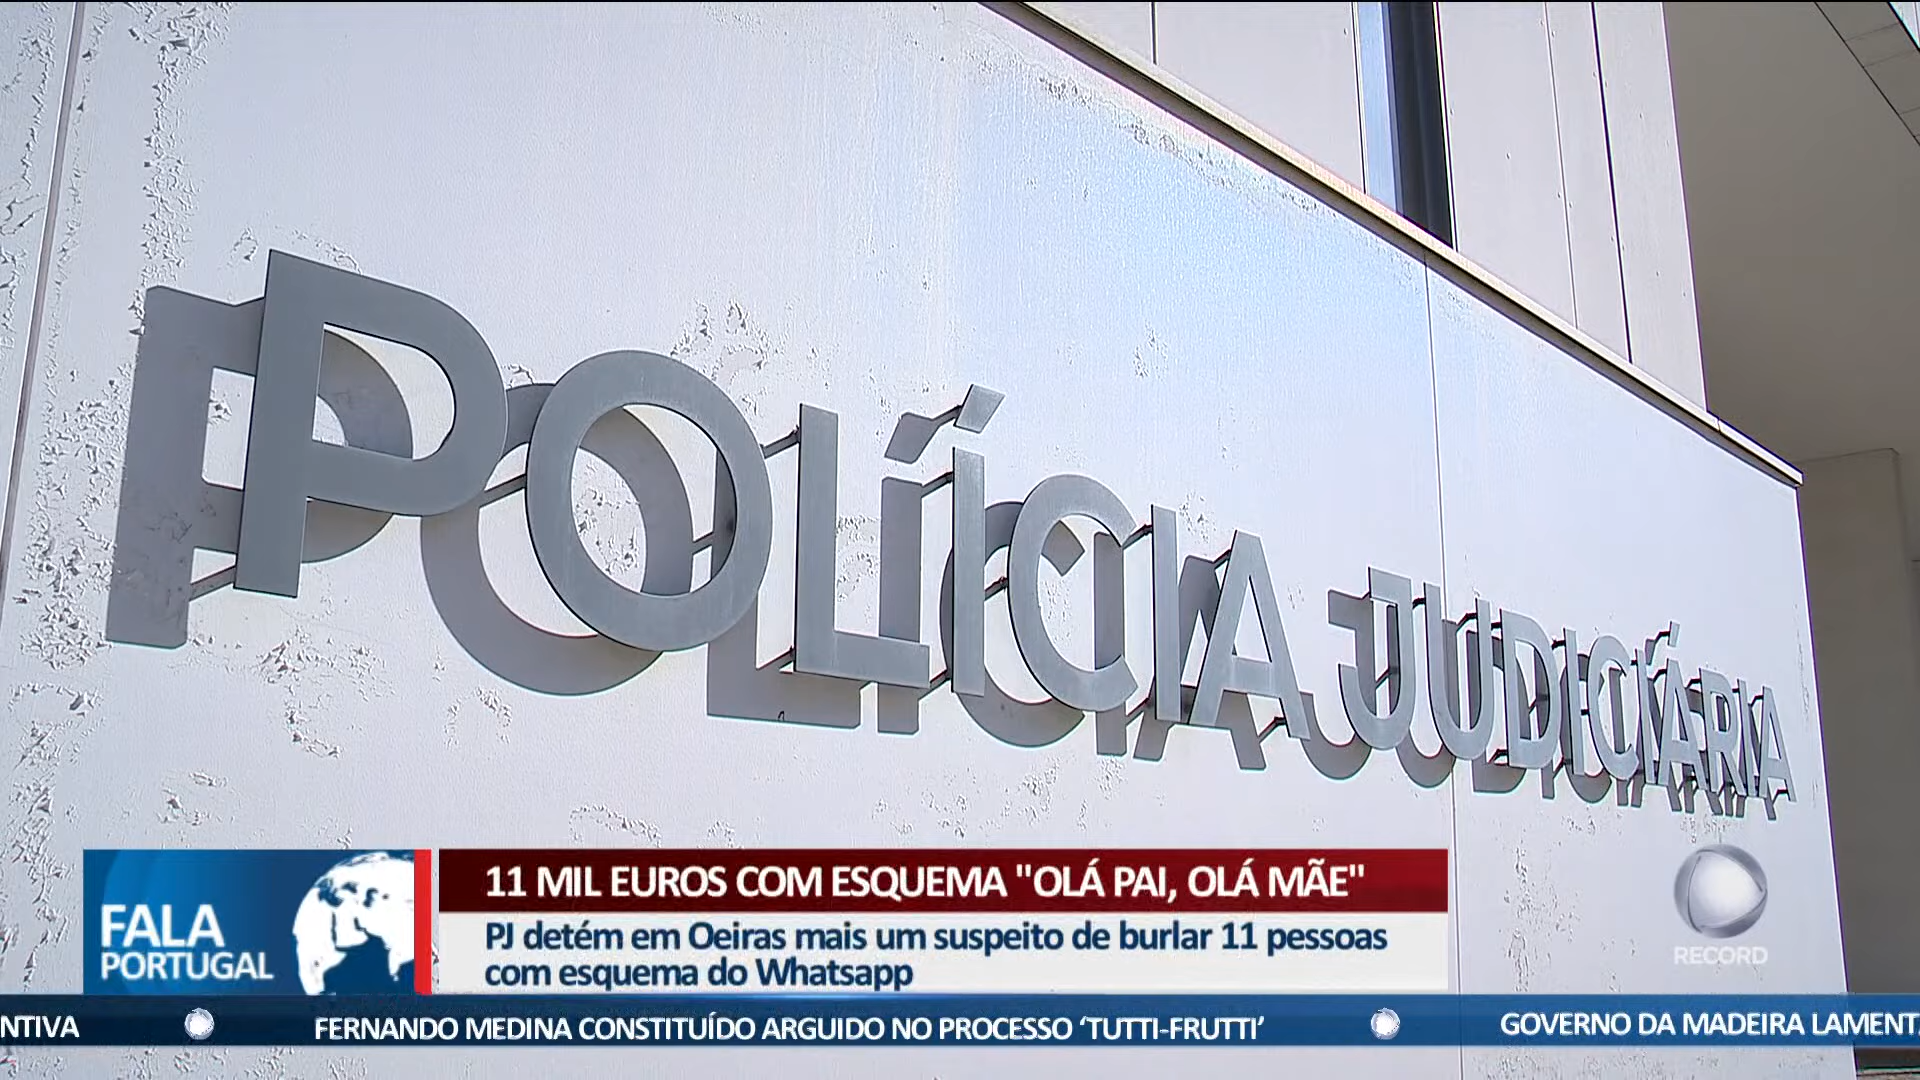 POLÍCIA JUDICIÁRIA
11 MIL EUROS COM ESQUEMA "OLÁ PAI, OLÁ MÃE"
PJ detém em Oeiras mais um suspeito de burlar 11 pessoas
com esquema do Whatsapp
FALA
PORTUGAL
RECORD
NTIVA
FERNANDO MEDINA CONSTITUÍDO ARGUIDO NO PROCESSO ‘TUTTI-FRUTTI’
GOVERNO DA MADEIRA LAMENT